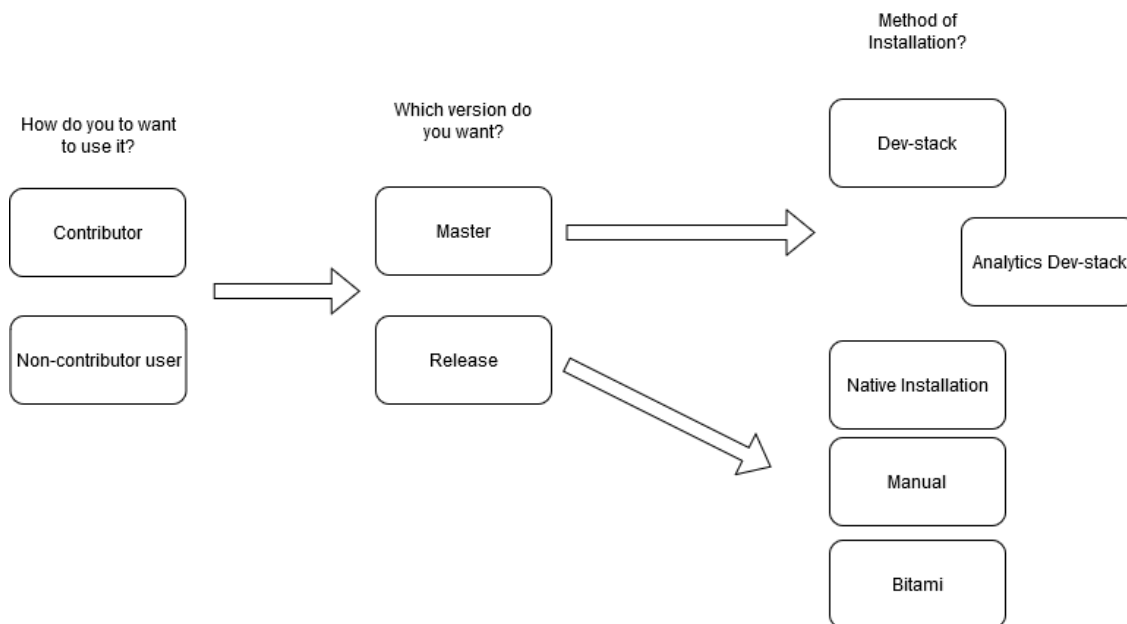 How do you to want
to use it?
Contributor
Non-contributor user
Which version do
you want?
Master
Release
Method of
Installation?
Dev-stack
Analytics Dev-stack
Native Installation
Manual
Bitami